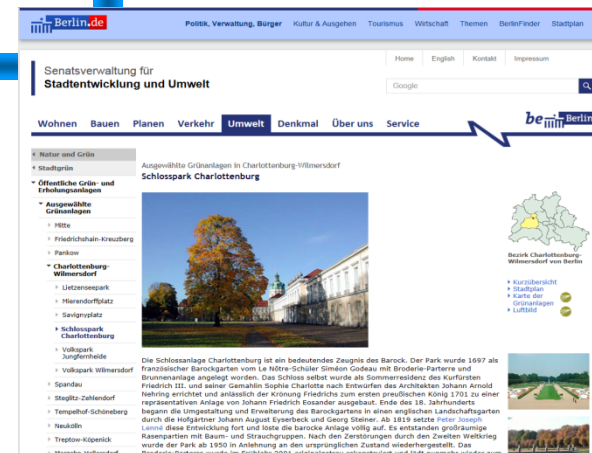 Berlin.de
Politik, Verwaltung, Bürger Kultur & Ausgehen Tourismus Wirtschaft Themen BerlinFinder Stadtplan
Home English Kontakt Impressum
Senatsverwaltung für
Stadtentwicklung und Umwelt
Google
Wohnen Bauen Planen Verkehr Umwelt Denkmal Über uns Service
be Berlin
Natur und Grün
Stadtgrün
Öffentliche Grün- und
Erholungsanlagen
Ausgewählte
Grünanlagen
Mitte
Friedrichshain-Kreuzberg
Pankow
Charlottenburg-
Wilmersdorf
Lietzenseepark
Mierendorffplatz
Savignyplatz
Schlosspark
Charlottenburg
Volkspark
Jungfernheide
Volkspark Wilmersdorf
Spandau
Steglitz-Zehlendorf
Tempelhof-Schöneberg
Neukölln
Treptow-Köpenick
Ausgewählte Grünanlagen in Charlottenburg-Wilmersdorf
Schlosspark Charlottenburg
Die Schlossanlage Charlottenburg ist ein bedeutendes Zeugnis des Barock. Der Park wurde 1697 als
französischer Barockgarten vom Le Nôtre-Schüler Siméon Godeau mit Broderie-Parterre und
Brunnenanlage angelegt worden. Das Schloss selbst wurde als Sommerresidenz des Kurfürsten
Friedrich III. und seiner Gemahlin Sophie Charlotte nach Entwürfen des Architekten Johann Arnold
Nehring errichtet und anlässlich der Krönung Friedrichs zum ersten preußischen König 1701 zu einer
repräsentativen Anlage von Johann Friedrich Eosander ausgebaut. Ende des 18. Jahrhunderts
begann die Umgestaltung und Erweiterung des Barockgartens in einen englischen Landschaftsgarten
durch die Hofgärtner Johann August Eyserbeck und Georg Steiner. Ab 1819 setzte Peter Joseph
Lenné diese Entwicklung fort und löste die barocke Anlage völlig auf. Es entstanden großräumige
Rasenpartien mit Baum- und Strauchgruppen. Nach den Zerstörungen durch den Zweiten Weltkrieg
wurde der Park ab 1950 in Anlehnung an den ursprünglichen Zustand wiederhergestellt. Das
Bezirk Charlottenburg-
Wilmersdorf von Berlin
Kurzübersicht
Stadtplan
Karte der
Grünanlagen
Luftbild